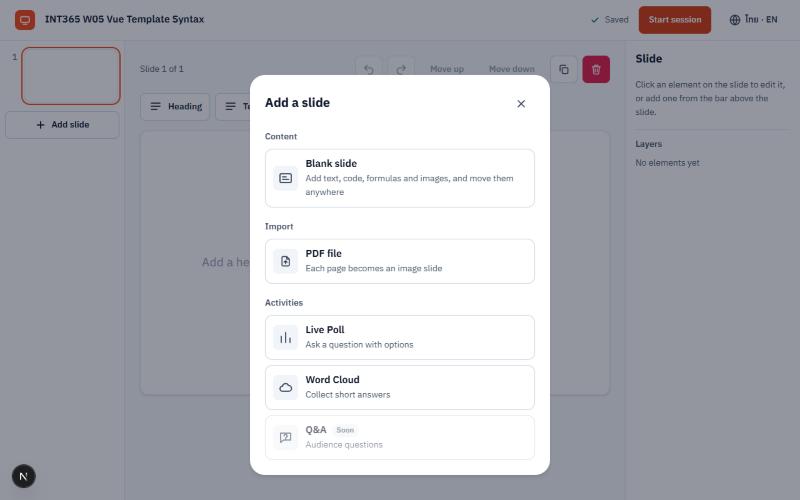 INT365 W05 Vue Template Syntax
Saved
Start session
ไทย · EN
1
Add slide
Slide 1 of 1
Move up
Move down
Heading
Add a slide
Content
Blank slide
Add text, code, formulas and images, and move them
anywhere
Import
PDF file
Each page becomes an image slide
Activities
Live Poll
Ask a question with options
Word Cloud
Collect short answers
Q&A Soon
Audience questions
Slide
Click an element on the slide to edit it,
or add one from the bar above the
slide.
Layers
No elements yet
Add a he
N